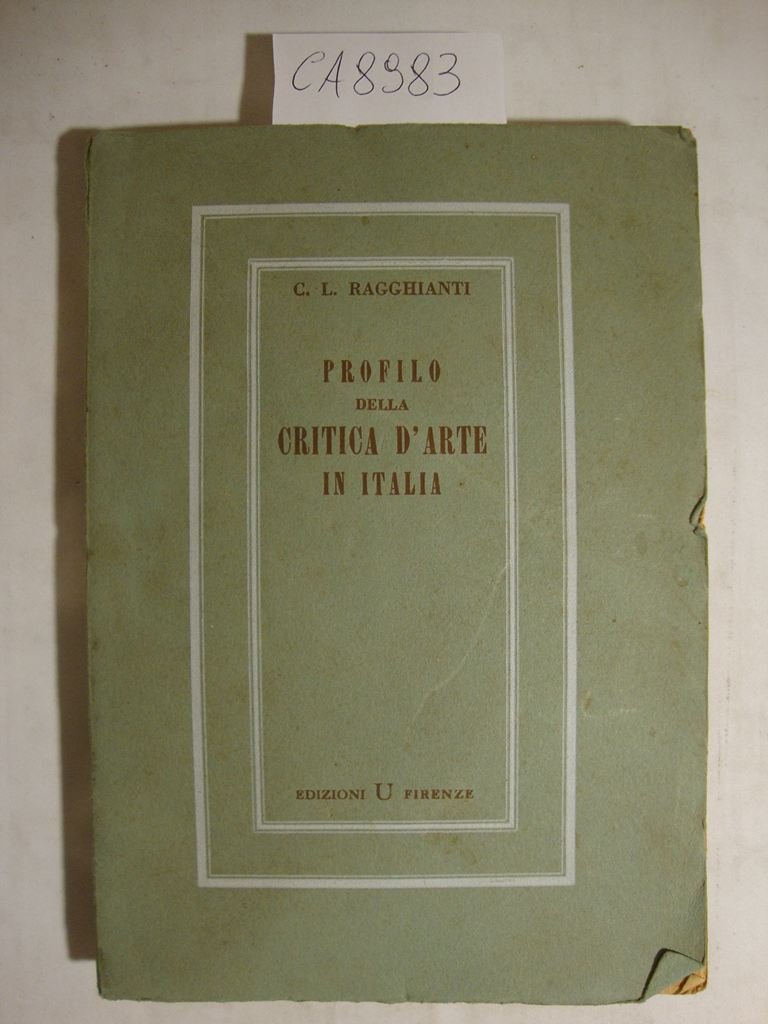 CA8983
C. L. RAGGHIANTI
PROFILO
DELLA
CRITICA D'ARTE
IN ITALIA
EDIZIONI U FIRENZE